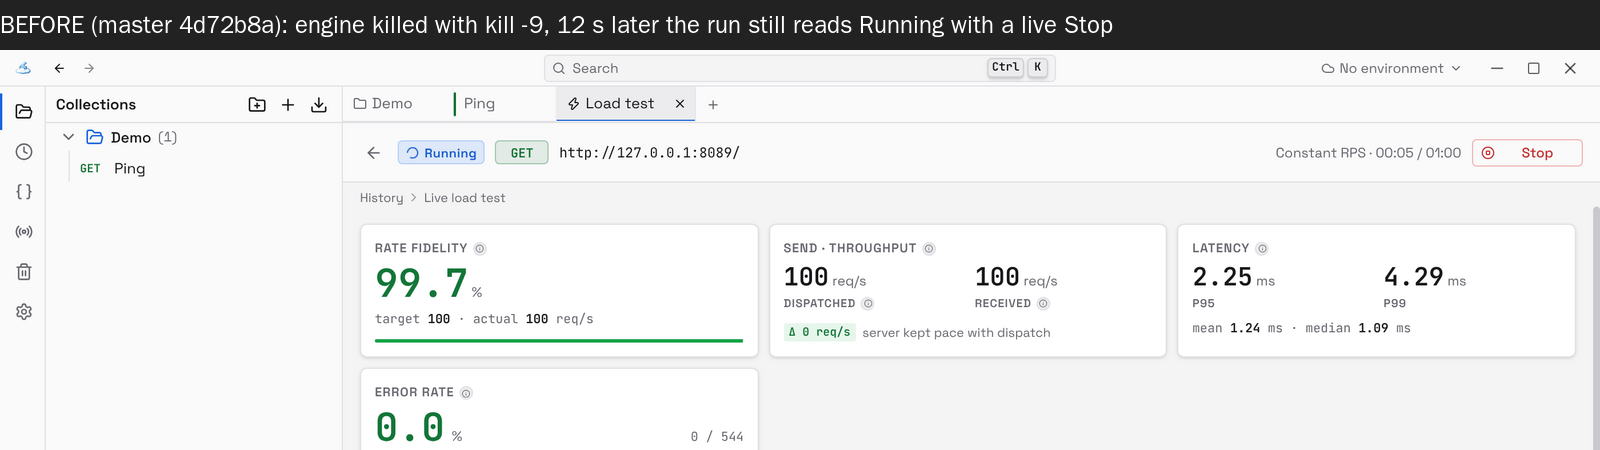 BEFORE (master 4d72b8a): engine killed with kill -9, 12 s later the run still reads Running with a live Stop
Search Ctrl K No environment
Collections Demo Ping Load test
Demo (1)
Running GET http://127.0.0.1:8089/ Constant RPS · 00:05 / 01:00 Stop
GET Ping
History > Live load test
RATE FIDELITY
99.7 %
target 100 · actual 100 req/s
SEND · THROUGHPUT
100 req/s 100 req/s
DISPATCHED RECEIVED
Δ 0 req/s server kept pace with dispatch
LATENCY
2.25 ms 4.29 ms
P95 P99
mean 1.24 ms · median 1.09 ms
ERROR RATE
0.0 % 0 / 544